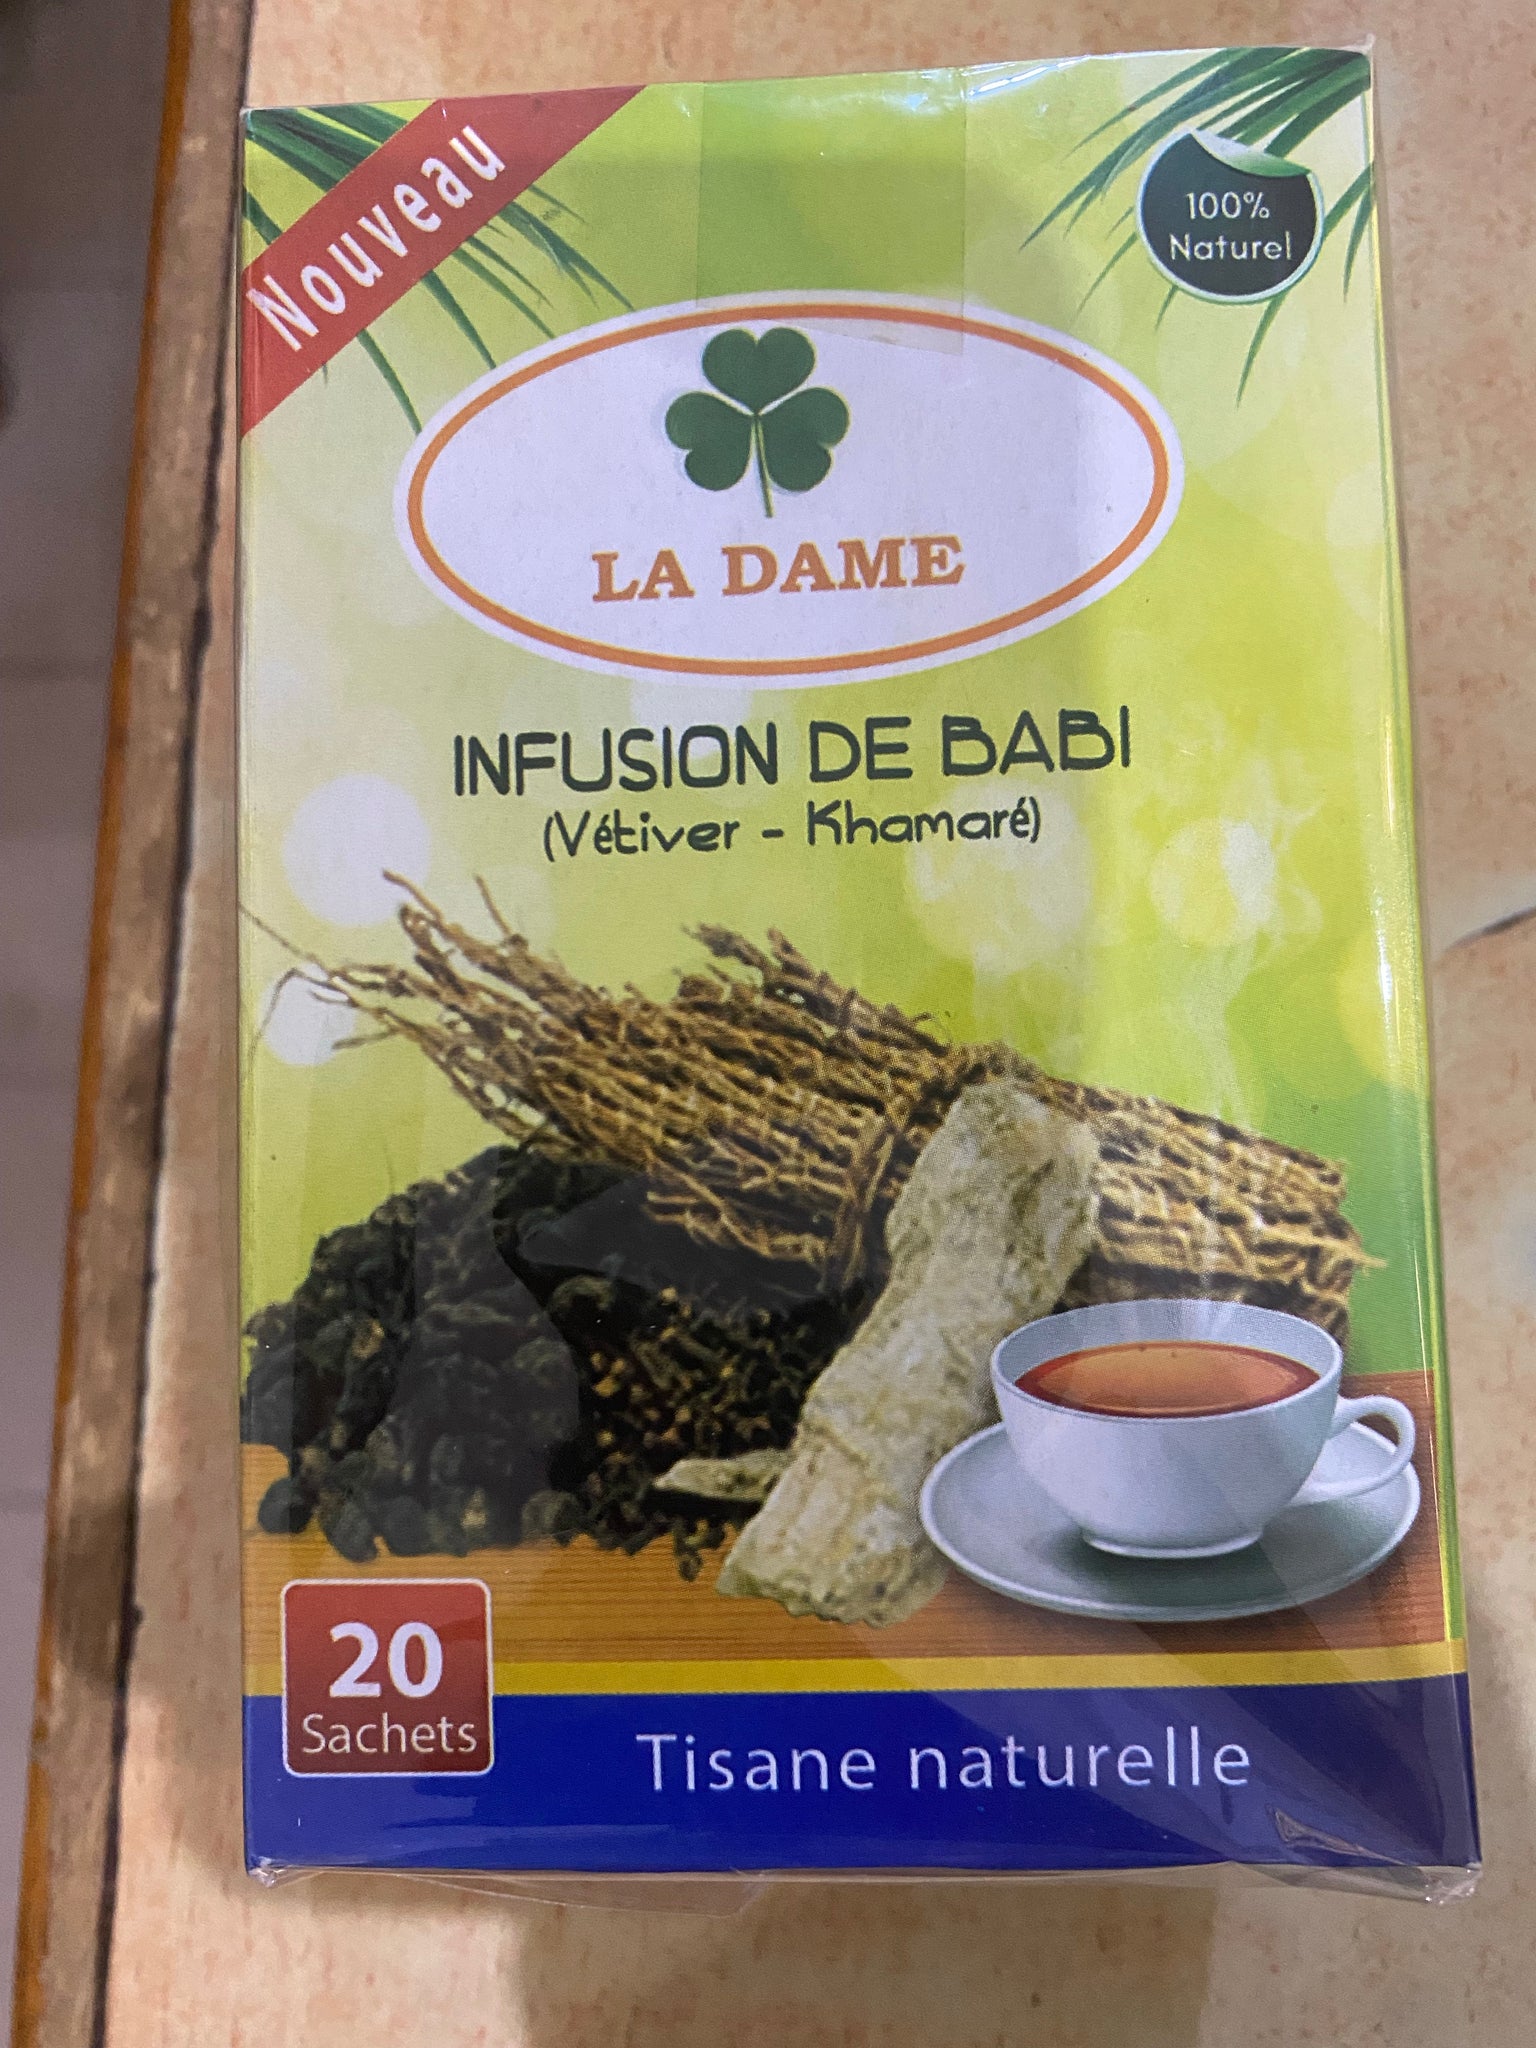 Nouveau
100%
Naturel
LA DAME
INFUSION DE BABI
(Vétiver - Khamaré)
20
Sachets
Tisane naturelle